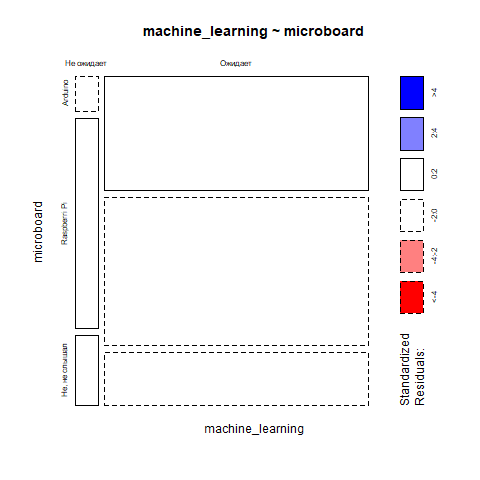 machine_learning ~ microboard
Не ожидает
Ожидает
Arduino
Raspberri Pi
Не, не слышал
microboard
machine_learning
Standardized
Residuals:
<-4
-4:-2
-2:0
0:2
2:4
>4